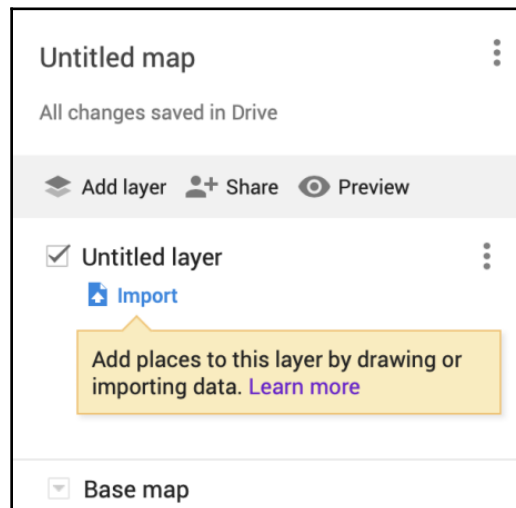 Untitled map
All changes saved in Drive
Add layer Share Preview
Untitled layer
Import
Add places to this layer by drawing or
importing data. Learn more
Base map